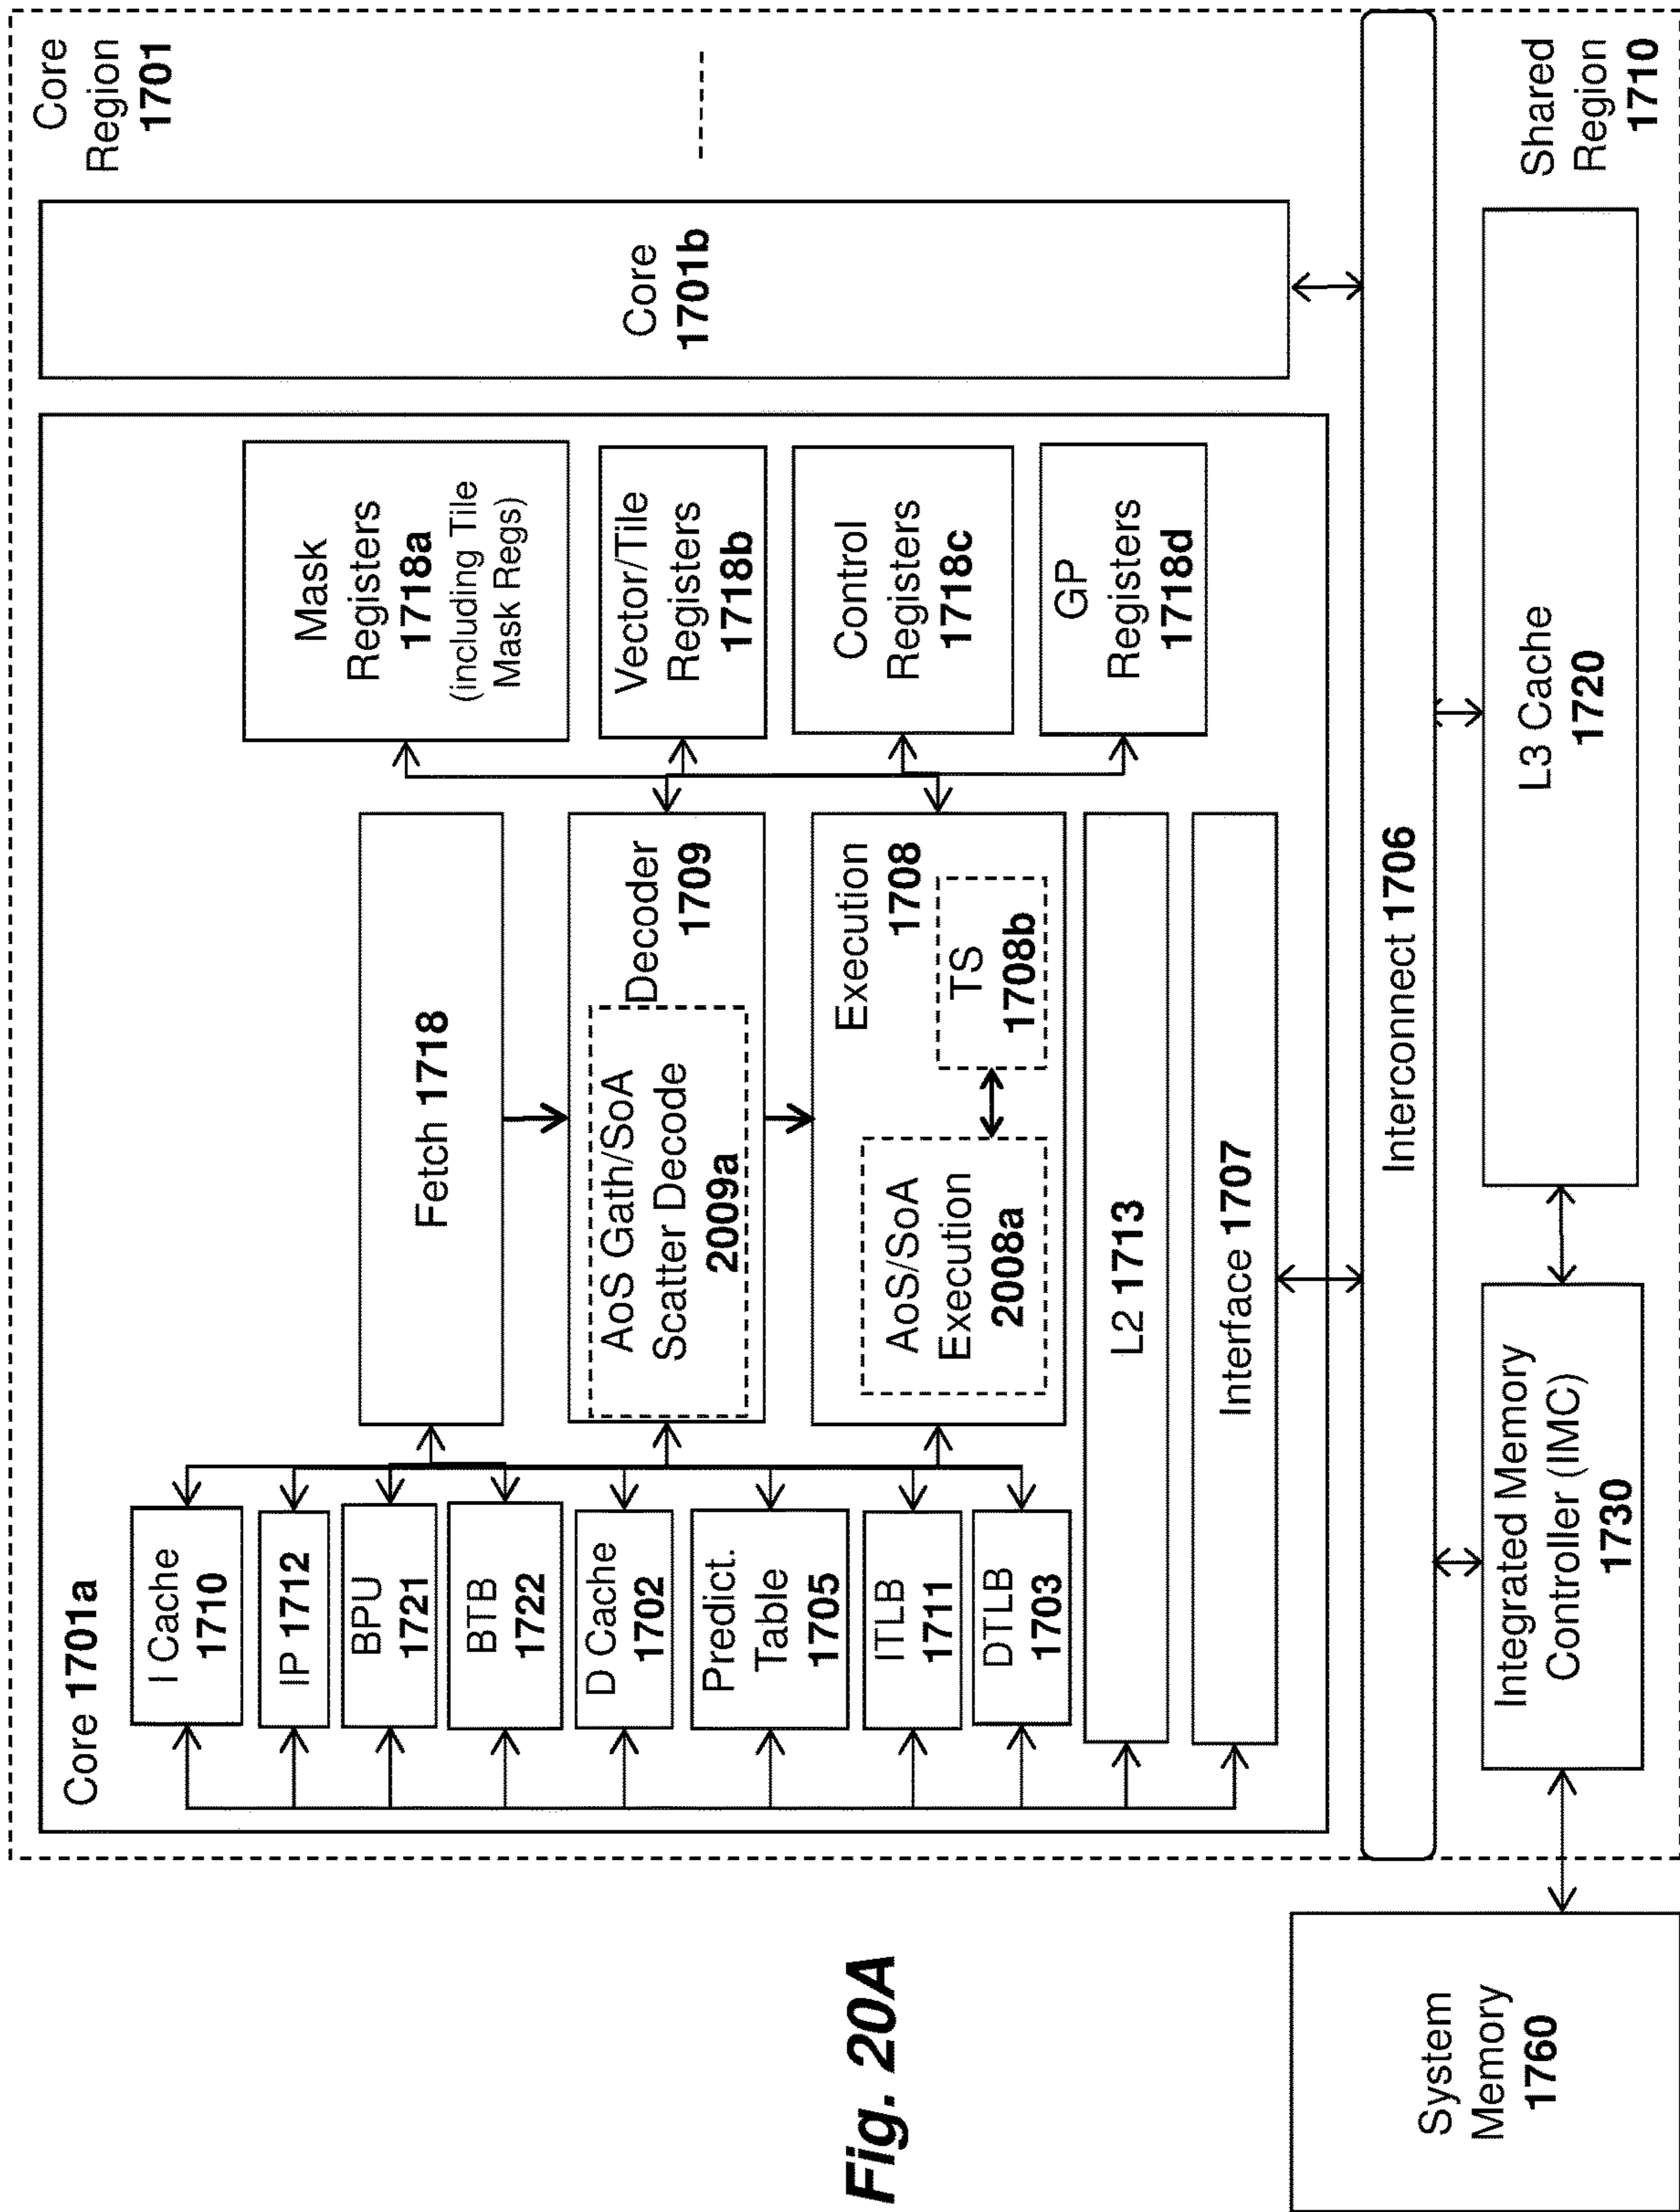 Core
Region
1701
Core 1701a
I Cache
1710
IP 1712
BPU
1721
BTB
1722
D Cache
1702
Predict.
Table
1705
ITLB
1711
DTLB
1703
Fetch 1718
Decoder
1709
AoS Gath/SoA
Scatter Decode
2009a
Execution
1708
AoS/SoA
Execution
2008a
TS
1708b
L2 1713
Interface 1707
Mask
Registers
1718a
(including Tile
Mask Regs)
Vector/Tile
Registers
1718b
Control
Registers
1718c
GP
Registers
1718d
Core
1701b
Interconnect 1706
Shared
Region
1710
Integrated Memory
Controller (IMC)
1730
L3 Cache
1720
System
Memory
1760
Fig. 20A